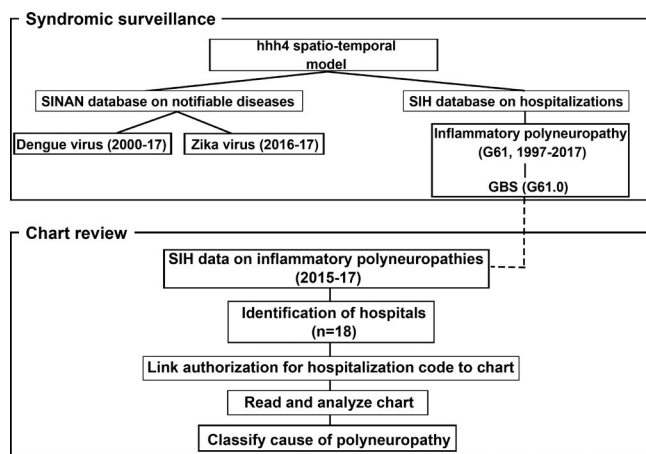 Syndromic surveillance
hhh4 spatio-temporal
model
SINAN database on notifiable diseases
SIH database on hospitalizations
Dengue virus (2000-17)
Zika virus (2016-17)
Inflammatory polyneuropathy
(G61, 1997-2017)
GBS (G61.0)
Chart review
SIH data on inflammatory polyneuropathies
(2015-17)
Identification of hospitals
(n=18)
Link authorization for hospitalization code to chart
Read and analyze chart
Classify cause of polyneuropathy